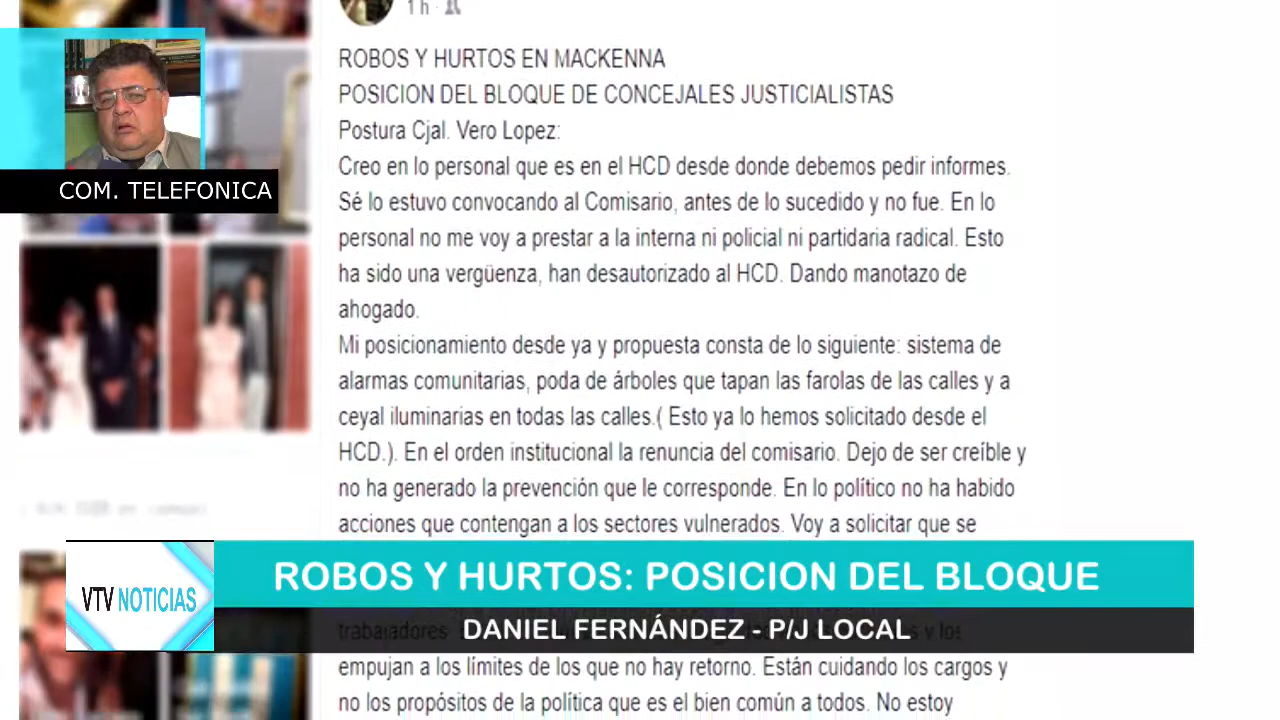 1 h
ROBOS Y HURTOS EN MACKENNA
POSICION DEL BLOQUE DE CONCEJALES JUSTICIALISTAS
Postura Cjal. Vero Lopez:
Creo en lo personal que es en el HCD desde donde debemos pedir informes.
Sé lo estuvo convocando al Comisario, antes de lo sucedido y no fue. En lo
personal no me voy a prestar a la interna ni policial ni partidaria radical. Esto
ha sido una vergüenza, han desautorizado al HCD. Dando manotazo de
ahogado.
Mi posicionamiento desde ya y propuesta consta de lo siguiente: sistema de
alarmas comunitarias, poda de árboles que tapan las farolas de las calles y a
ceyal iluminarias en todas las calles.( Esto ya lo hemos solicitado desde el
HCD.). En el orden institucional la renuncia del comisario. Dejo de ser creíble y
no ha generado la prevención que le corresponde. En lo político no ha habido
acciones que contengan a los sectores vulnerados. Voy a solicitar que se
trabajadores y los
empujan a los límites de los que no hay retorno. Están cuidando los cargos y
no los propósitos de la política que es el bien común a todos. No estoy
COM. TELEFONICA
VTV NOTICIAS
ROBOS Y HURTOS: POSICION DEL BLOQUE
DANIEL FERNÁNDEZ - P/J LOCAL